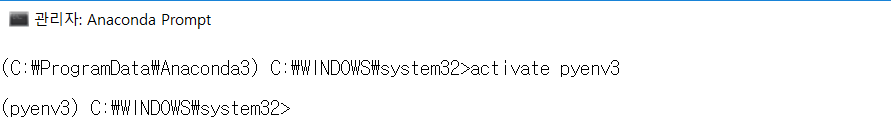 관리자: Anaconda Prompt
(C:₩ProgramData₩Anaconda3) C:₩WINDOWS₩system32>activate pyenv3
(pyenv3) C:₩WINDOWS₩system32>